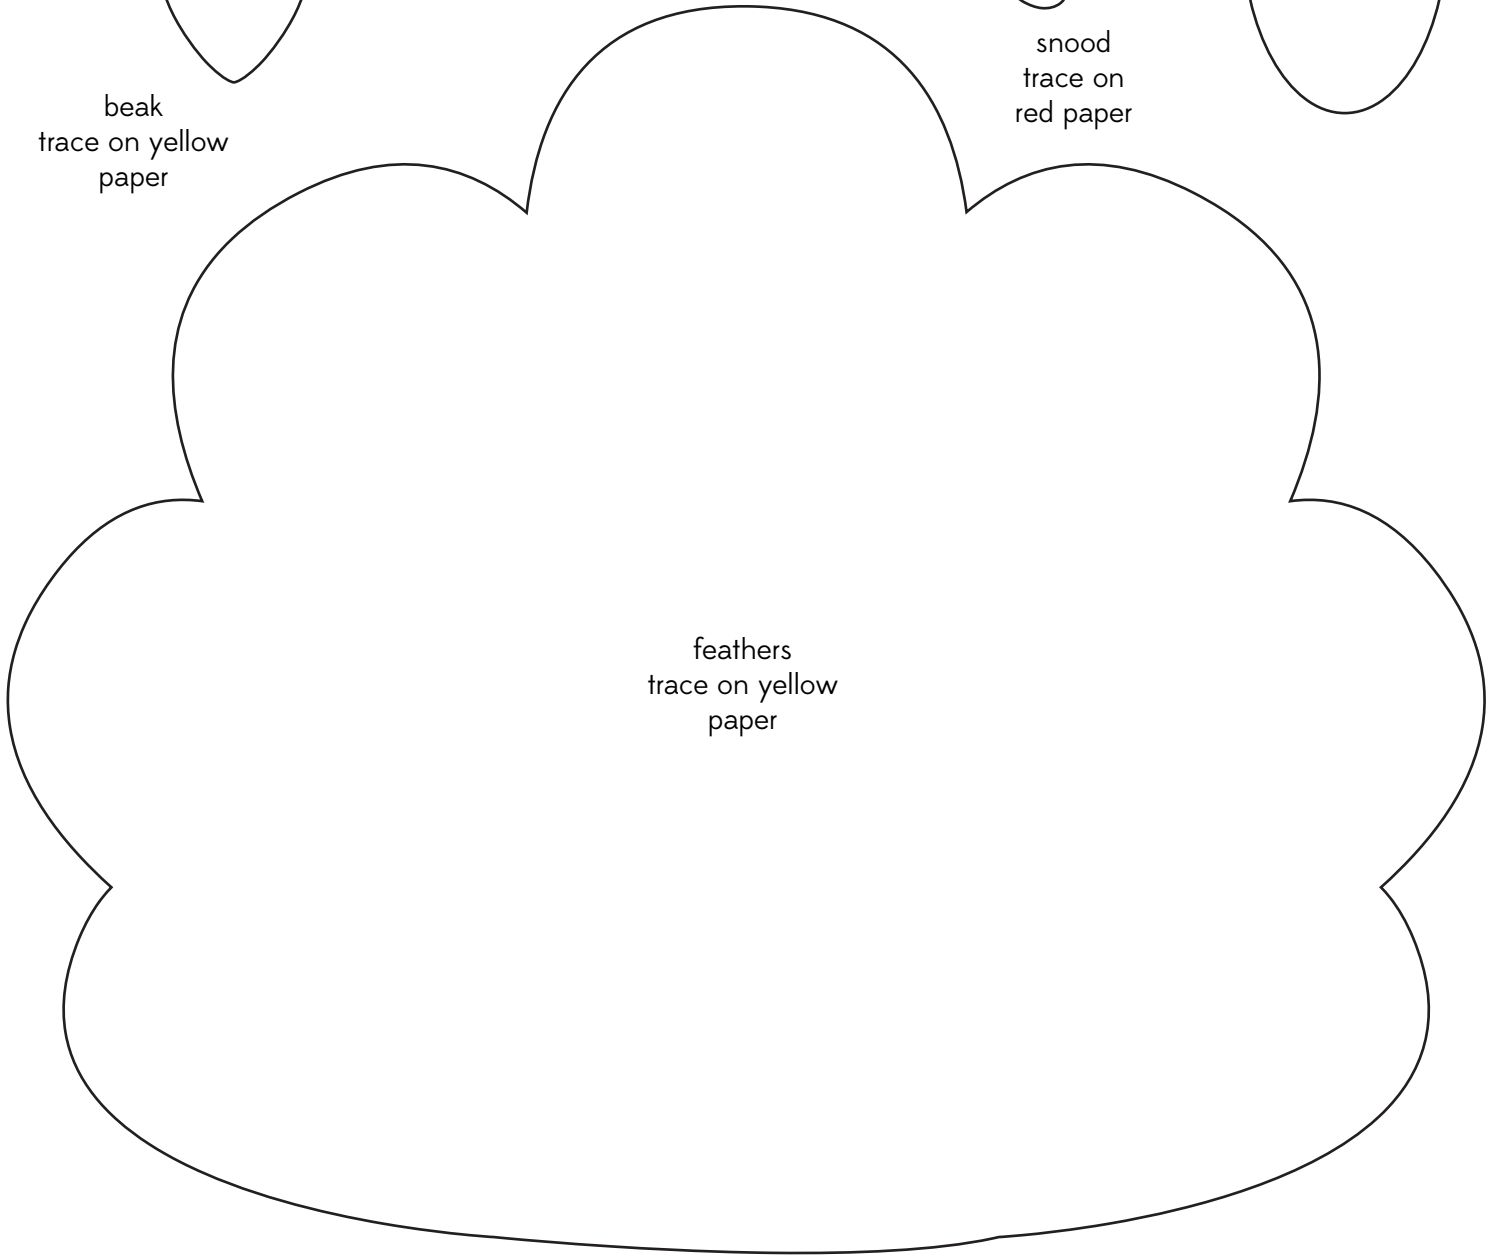 snood
trace on
red paper
beak
trace on yellow
paper
feathers
trace on yellow
paper